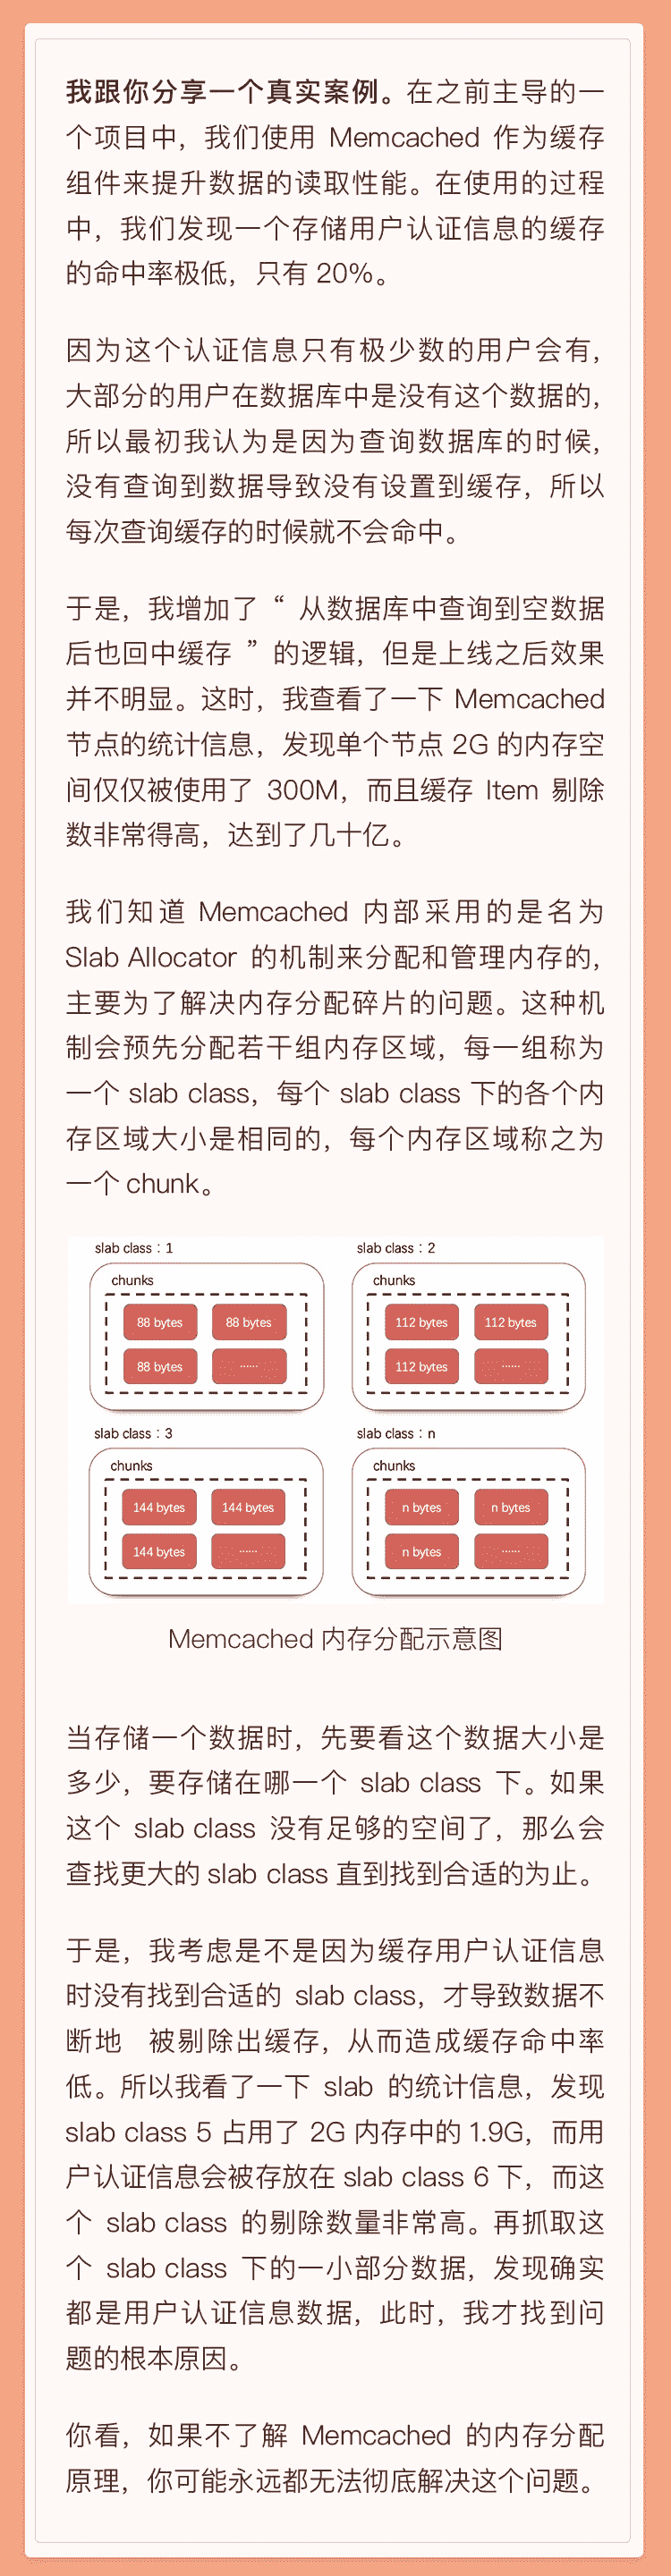 我跟你分享一个真实案例。在之前主导的一
个项目中，我们使用 Memcached 作为缓存
组件来提升数据的读取性能。在使用的过程
中，我们发现一个存储用户认证信息的缓存
的命中率极低，只有 20%。
因为这个认证信息只有极少数的用户会有，
大部分的用户在数据库中是没有这个数据的，
所以最初我认为是因为查询数据库的时候，
没有查询到数据导致没有设置到缓存，所以
每次查询缓存的时候就不会命中。
于是，我增加了 “ 从数据库中查询到空数据
后也回中缓存 ” 的逻辑，但是上线之后效果
并不明显。这时，我查看了一下 Memcached
节点的统计信息，发现单个节点 2G 的内存空
间仅仅被使用了 300M，而且缓存 Item 剔除
数非常得高，达到了几十亿。
我们知道 Memcached 内部采用的是名为
Slab Allocator 的机制来分配和管理内存的，
主要为了解决内存分配碎片的问题。这种机
制会预先分配若干组内存区域，每一组称为
一个 slab class，每个 slab class 下的各个内
存区域大小是相同的，每个内存区域称之为
一个 chunk。
slab class：1
slab class：2
chunks
chunks
88 bytes 88 bytes
112 bytes 112 bytes
88 bytes ······
112 bytes ······
slab class：3
slab class：n
chunks
chunks
144 bytes 144 bytes
n bytes n bytes
144 bytes ······
n bytes ······
Memcached 内存分配示意图
当存储一个数据时，先要看这个数据大小是
多少，要存储在哪一个 slab class 下。如果
这个 slab class 没有足够的空间了，那么会
查找更大的 slab class 直到找到合适的为止。
于是，我考虑是不是因为缓存用户认证信息
时没有找到合适的 slab class，才导致数据不
断地 被剔除出缓存，从而造成缓存命中率
低。所以我看了一下 slab 的统计信息，发现
slab class 5 占用了 2G 内存中的 1.9G，而用
户认证信息会被存放在 slab class 6 下，而这
个 slab class 的剔除数量非常高。再抓取这
个 slab class 下的一小部分数据，发现确实
都是用户认证信息数据，此时，我才找到问
题的根本原因。
你看，如果不了解 Memcached 的内存分配
原理，你可能永远都无法彻底解决这个问题。